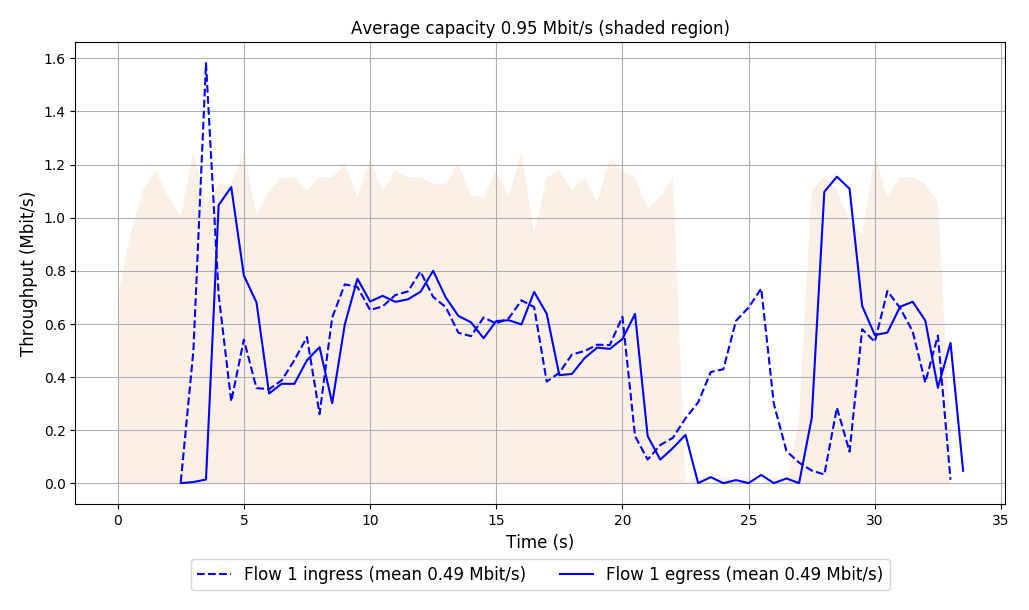 Average capacity 0.95 Mbit/s (shaded region)
Throughput (Mbit/s)
1.6
1.4
1.2
1.0
0.8
0.6
0.4
0.2
0.0
0 5 10 15 20 25 30 35
Time (s)
Flow 1 ingress (mean 0.49 Mbit/s) Flow 1 egress (mean 0.49 Mbit/s)